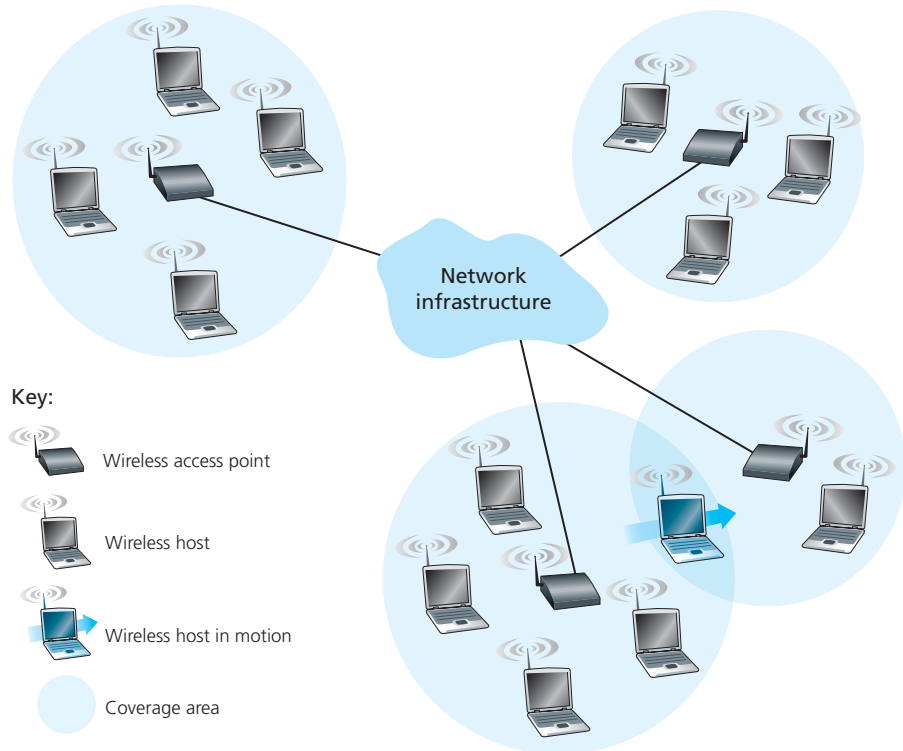 Network
infrastructure
Key:
Wireless access point
Wireless host
Wireless host in motion
Coverage area